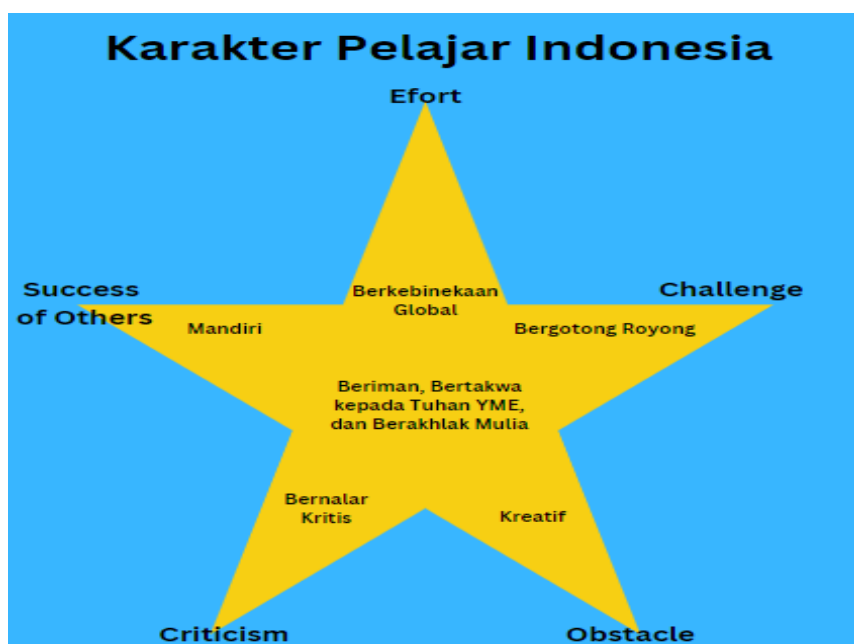 Karakter Pelajar Indonesia
Efort
Success
of Others
Challenge
Berkebinekaan
Global
Mandiri
Bergotong Royong
Beriman, Bertakwa
kepada Tuhan YME,
dan Berakhlak Mulia
Bernalar
Kritis
Kreatif
Criticism
Obstacle